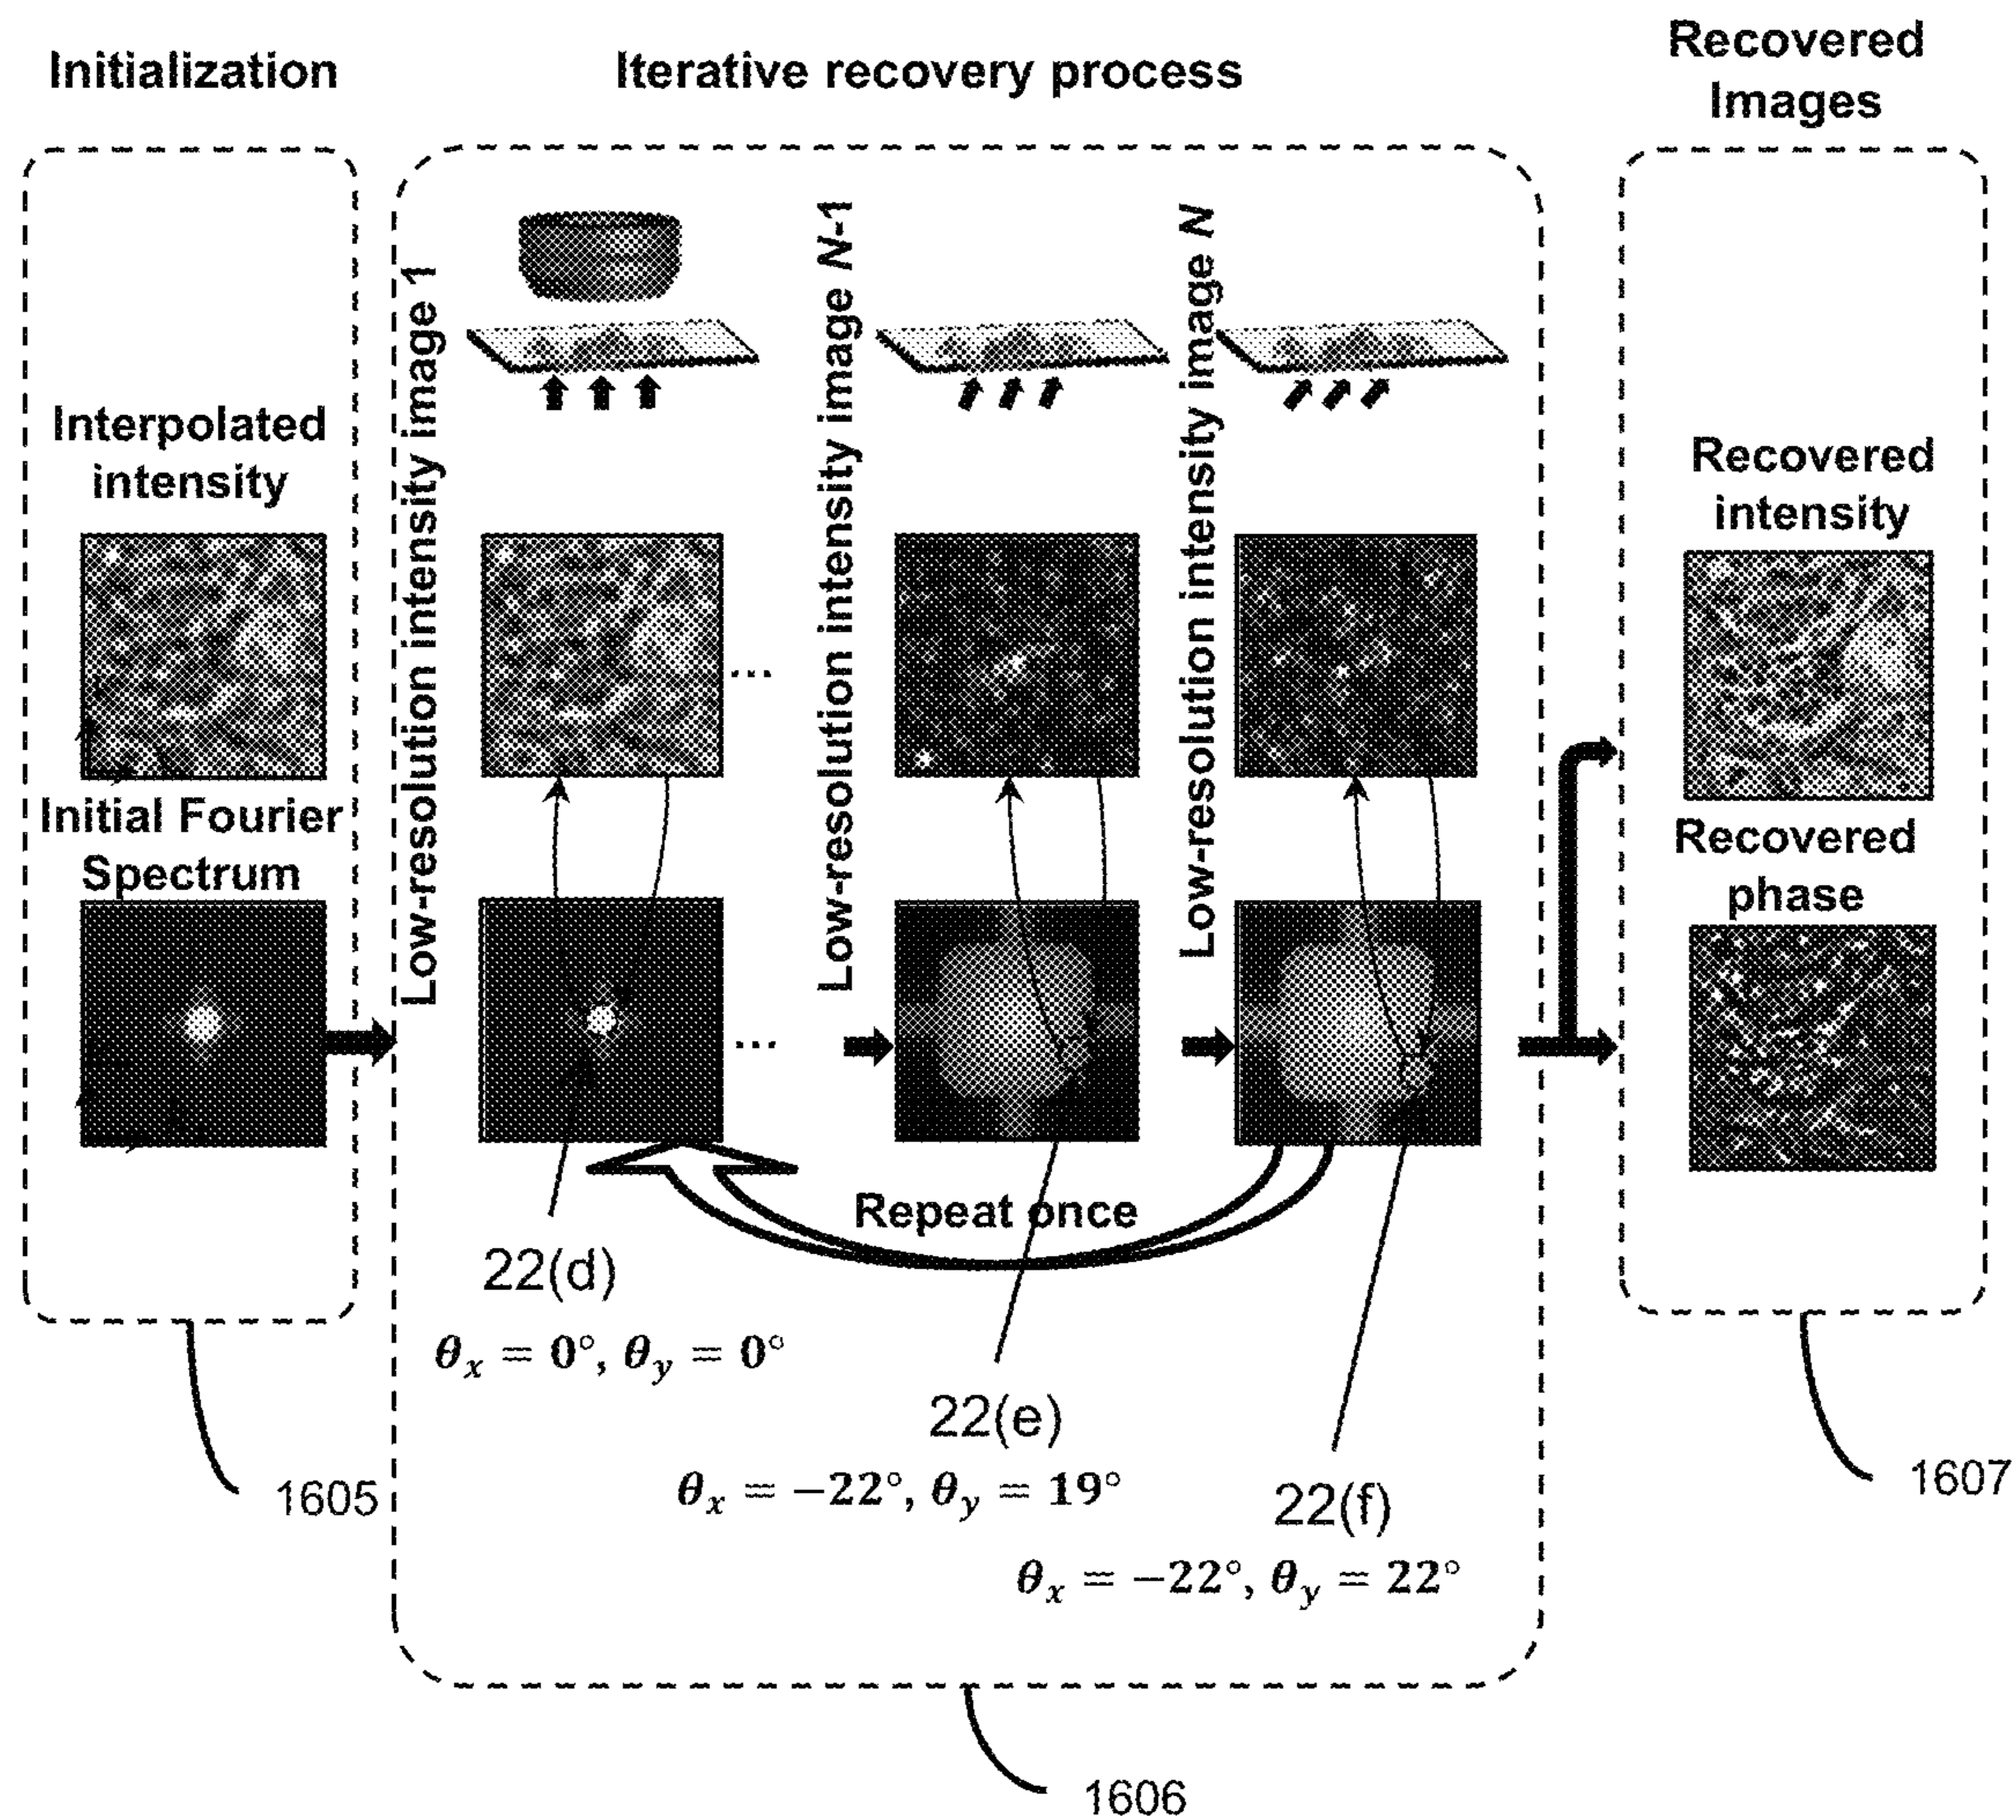 Initialization
Iterative recovery process
Recovered
Images
Interpolated
intensity
Initial Fourier
Spectrum
Low-resolution intensity image 1
Low-resolution intensity image N-1
Low-resolution intensity image N
...
...
Repeat once
22(d)
θx = 0°, θy = 0°
22(e)
θx = −22°, θy = 19°
22(f)
θx = −22°, θy = 22°
Recovered
intensity
Recovered
phase
1605
1606
1607